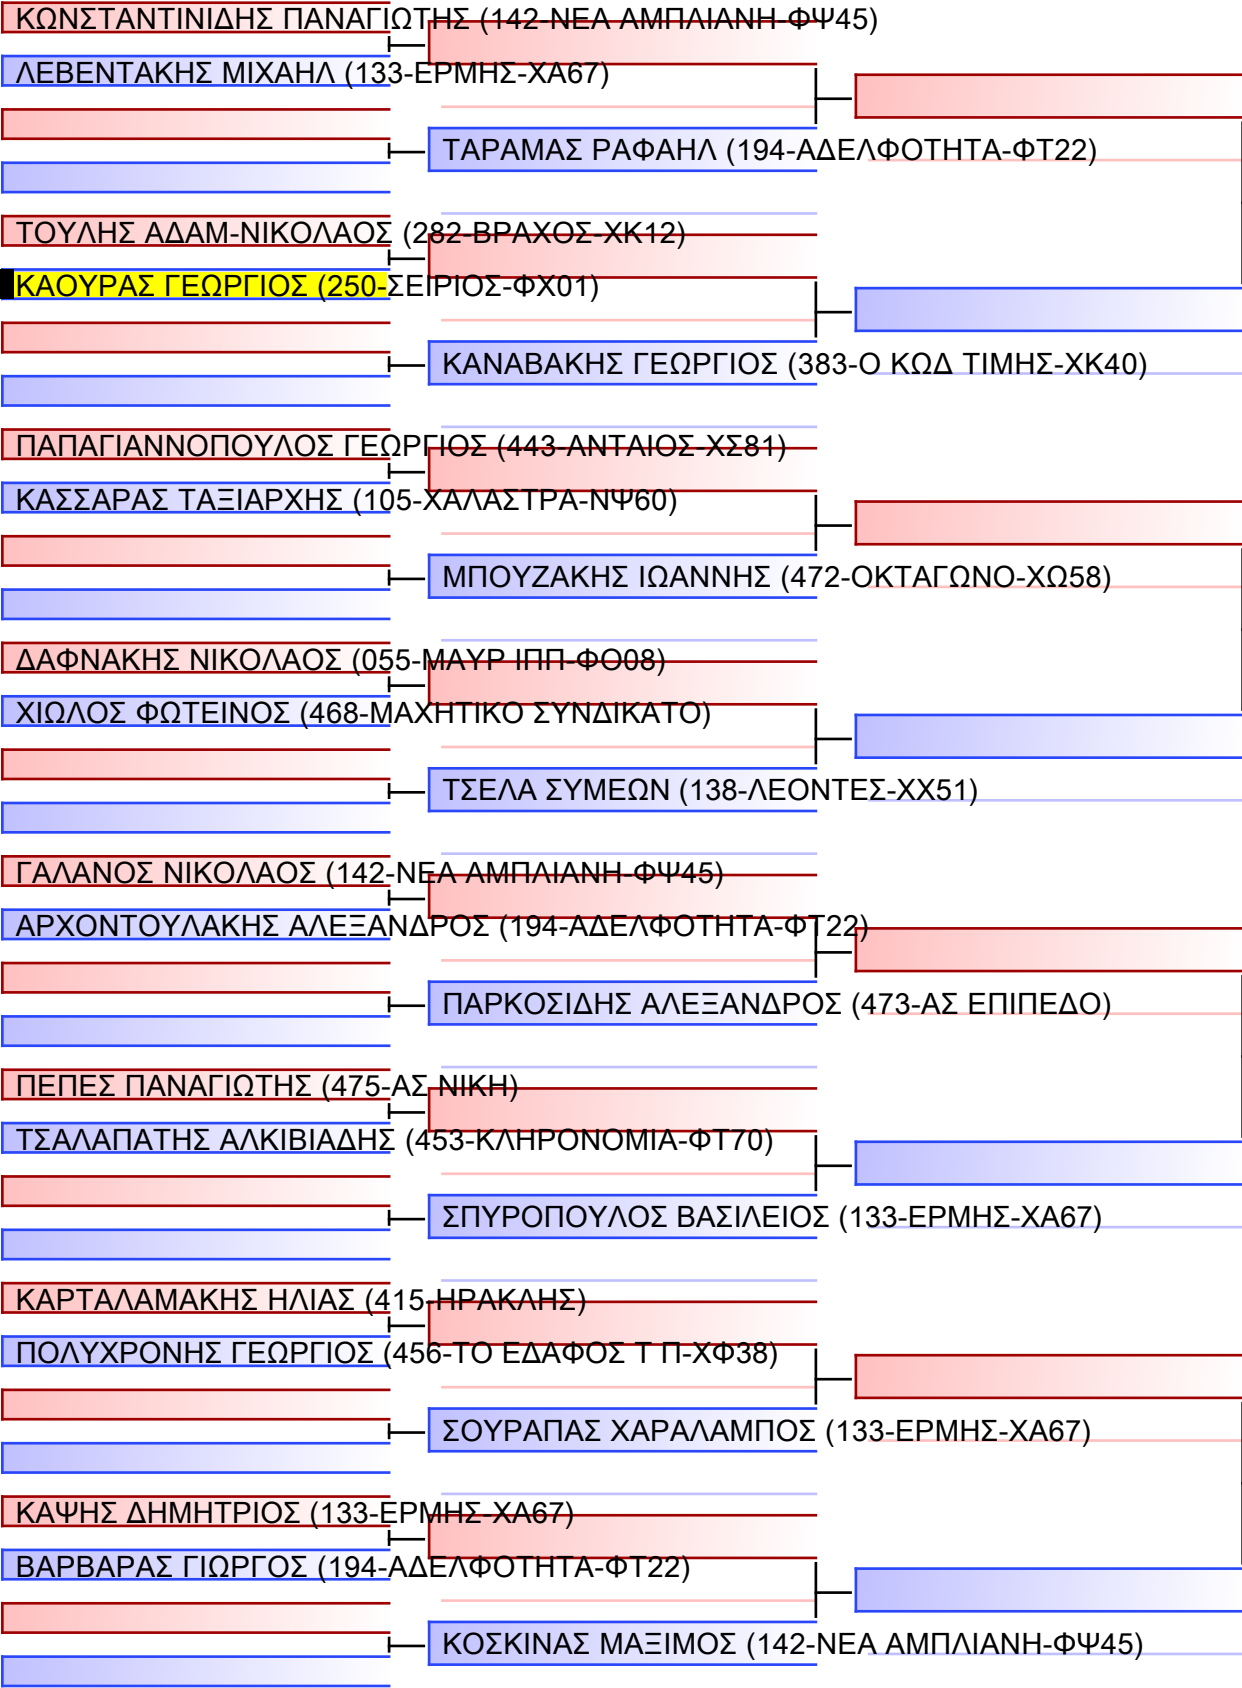 ΚΩΝΣΤΑΝΤΙΝΙΔΗΣ ΠΑΝΑΓΙΩΤΗΣ (142-ΝΕΑ ΑΜΠΛΙΑΝΗ-ΦΨ45)
ΛΕΒΕΝΤΑΚΗΣ ΜΙΧΑΗΛ (133-ΕΡΜΗΣ-ΧΑ67)
ΤΑΡΑΜΑΣ ΡΑΦΑΗΛ (194-ΑΔΕΛΦΟΤΗΤΑ-ΦΤ22)
ΤΟΥΛΗΣ ΑΔΑΜ-ΝΙΚΟΛΑΟΣ (282-ΒΡΑΧΟΣ-ΧΚ12)
ΚΑΟΥΡΑΣ ΓΕΩΡΓΙΟΣ (250-ΣΕΙΡΙΟΣ-ΦΧ01)
ΚΑΝΑΒΑΚΗΣ ΓΕΩΡΓΙΟΣ (383-Ο ΚΩΔ ΤΙΜΗΣ-ΧΚ40)
ΠΑΠΑΓΙΑΝΝΟΠΟΥΛΟΣ ΓΕΩΡΓΙΟΣ (443-ΑΝΤΑΙΟΣ-ΧΣ81)
ΚΑΣΣΑΡΑΣ ΤΑΞΙΑΡΧΗΣ (105-ΧΑΛΑΣΤΡΑ-ΝΨ60)
ΜΠΟΥΖΑΚΗΣ ΙΩΑΝΝΗΣ (472-ΟΚΤΑΓΩΝΟ-ΧΩ58)
ΔΑΦΝΑΚΗΣ ΝΙΚΟΛΑΟΣ (055-ΜΑΥΡ ΙΠΠ-ΦΟ08)
ΧΙΩΛΟΣ ΦΩΤΕΙΝΟΣ (468-ΜΑΧΗΤΙΚΟ ΣΥΝΔΙΚΑΤΟ)
ΤΣΕΛΑ ΣΥΜΕΩΝ (138-ΛΕΟΝΤΕΣ-ΧΧ51)
ΓΑΛΑΝΟΣ ΝΙΚΟΛΑΟΣ (142-ΝΕΑ ΑΜΠΛΙΑΝΗ-ΦΨ45)
ΑΡΧΟΝΤΟΥΛΑΚΗΣ ΑΛΕΞΑΝΔΡΟΣ (194-ΑΔΕΛΦΟΤΗΤΑ-ΦΤ22)
ΠΑΡΚΟΣΙΔΗΣ ΑΛΕΞΑΝΔΡΟΣ (473-ΑΣ ΕΠΙΠΕΔΟ)
ΠΕΠΕΣ ΠΑΝΑΓΙΩΤΗΣ (475-ΑΣ ΝΙΚΗ)
ΤΣΑΛΑΠΑΤΗΣ ΑΛΚΙΒΙΑΔΗΣ (453-ΚΛΗΡΟΝΟΜΙΑ-ΦΤ70)
ΣΠΥΡΟΠΟΥΛΟΣ ΒΑΣΙΛΕΙΟΣ (133-ΕΡΜΗΣ-ΧΑ67)
ΚΑΡΤΑΛΑΜΑΚΗΣ ΗΛΙΑΣ (415-ΗΡΑΚΛΗΣ)
ΠΟΛΥΧΡΟΝΗΣ ΓΕΩΡΓΙΟΣ (456-ΤΟ ΕΔΑΦΟΣ Τ Π-ΧΦ38)
ΣΟΥΡΑΠΑΣ ΧΑΡΑΛΑΜΠΟΣ (133-ΕΡΜΗΣ-ΧΑ67)
ΚΑΨΗΣ ΔΗΜΗΤΡΙΟΣ (133-ΕΡΜΗΣ-ΧΑ67)
ΒΑΡΒΑΡΑΣ ΓΙΩΡΓΟΣ (194-ΑΔΕΛΦΟΤΗΤΑ-ΦΤ22)
ΚΟΣΚΙΝΑΣ ΜΑΞΙΜΟΣ (142-ΝΕΑ ΑΜΠΛΙΑΝΗ-ΦΨ45)